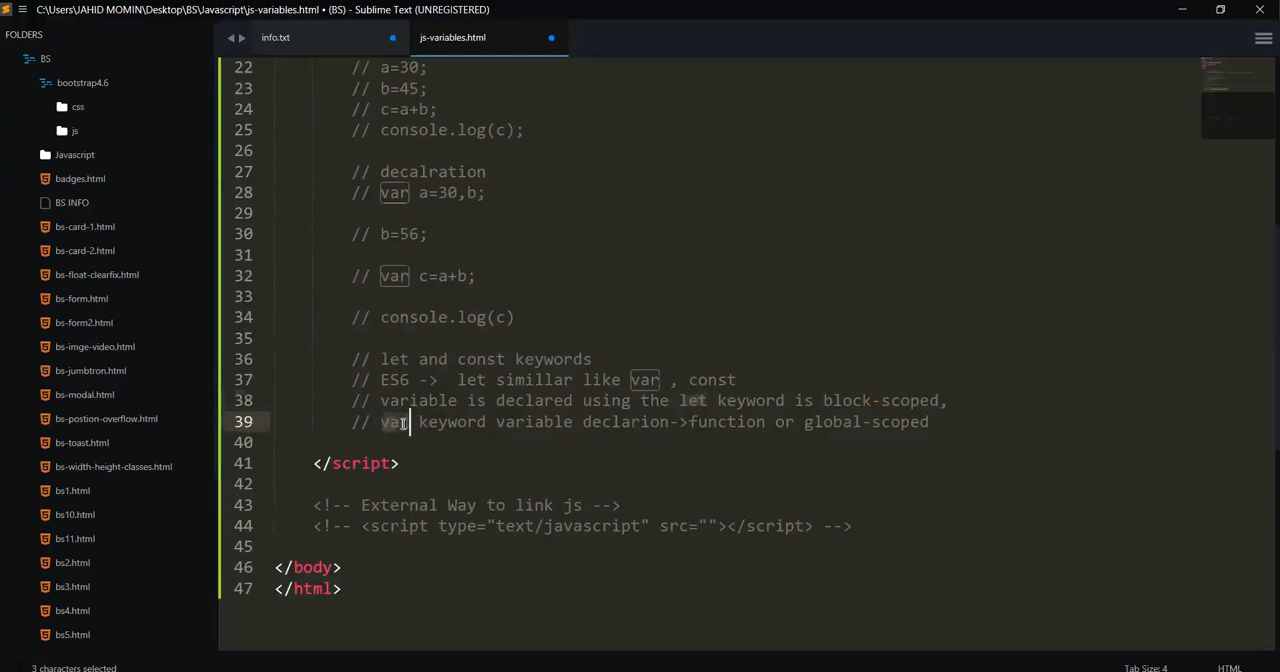 C:\Users\JAHID MOMIN\Desktop\BS\Javascript\js-variables.html • (BS) - Sublime Text (UNREGISTERED)
FOLDERS
BS
bootstrap4.6
css
js
Javascript
badges.html
BS INFO
bs-card-1.html
bs-card-2.html
bs-float-clearfix.html
bs-form.html
bs-form2.html
bs-imge-video.html
bs-jumbtron.html
bs-modal.html
bs-postion-overflow.html
bs-toast.html
bs-width-height-classes.html
bs1.html
bs10.html
bs11.html
bs2.html
bs3.html
bs4.html
bs5.html
info.txt
js-variables.html
22 // a=30;
23 // b=45;
24 // c=a+b;
25 // console.log(c);
26
27 // decalration
28 // var a=30,b;
29
30 // b=56;
31
32 // var c=a+b;
33
34 // console.log(c)
35
36 // let and const keywords
37 // ES6 -> let simillar like var , const
38 // variable is declared using the let keyword is block-scoped,
39 // var keyword variable declarion->function or global-scoped
40
41 </script>
42
43 <!-- External Way to link js -->
44 <!-- <script type="text/javascript" src=""></script> -->
45
46 </body>
47 </html>
3 characters selected
Tab Size: 4
HTML